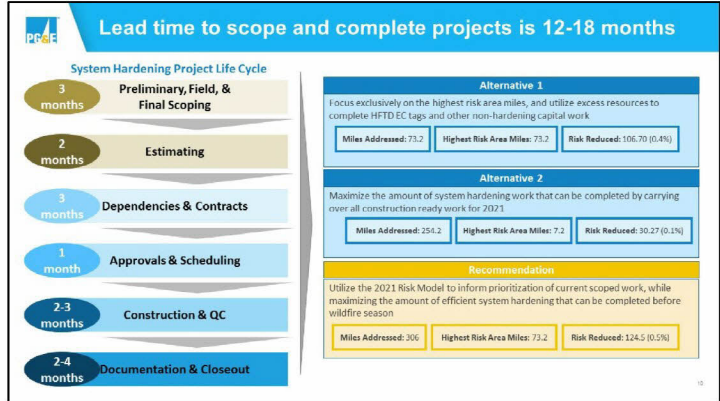 PG&E
Lead time to scope and complete projects is 12-18 months
System Hardening Project Life Cycle
3
months
Preliminary, Field, &
Final Scoping
2
months
Estimating
3
months
Dependencies & Contracts
1
month
Approvals & Scheduling
2-3
months
Construction & QC
2-4
months
Documentation & Closeout
Alternative 1
Focus exclusively on the highest risk area miles, and utilize excess resources to
complete HFTD EC tags and other non-hardening capital work
Miles Addressed: 73.2
Highest Risk Area Miles: 73.2
Risk Reduced: 106.70 (0.4%)
Alternative 2
Maximize the amount of system hardening work that can be completed by carrying
over all construction ready work for 2021
Miles Addressed: 254.2
Highest Risk Area Miles: 7.2
Risk Reduced: 30.27 (0.1%)
Recommendation
Utilize the 2021 Risk Model to inform prioritization of current scoped work, while
maximizing the amount of efficient system hardening that can be completed before
wildfire season
Miles Addressed: 306
Highest Risk Area Miles: 73.2
Risk Reduced: 124.5 (0.5%)